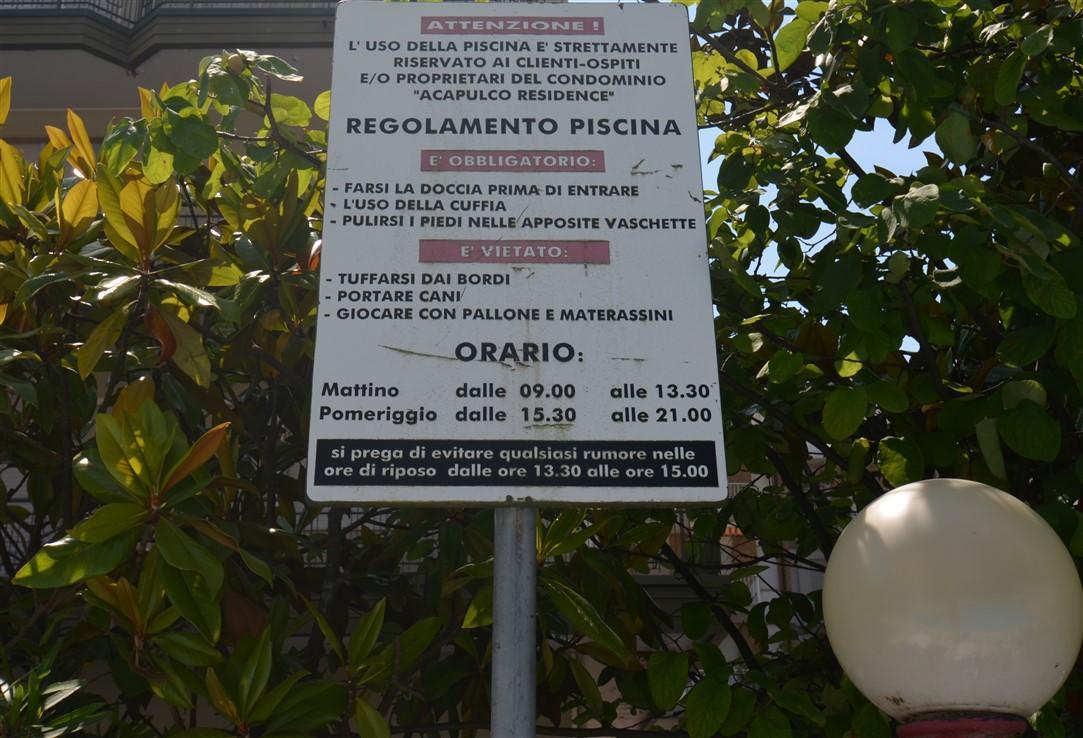 ATTENZIONE !
L' USO DELLA PISCINA E' STRETTAMENTE
RISERVATO AI CLIENTI-OSPITI
E/O PROPRIETARI DEL CONDOMINIO
"ACAPULCO RESIDENCE"
REGOLAMENTO PISCINA
E' OBBLIGATORIO:
- FARSI LA DOCCIA PRIMA DI ENTRARE
- L'USO DELLA CUFFIA
- PULIRSI I PIEDI NELLE APPOSITE VASCHETTE
E' VIETATO:
- TUFFARSI DAI BORDI
- PORTARE CANI
- GIOCARE CON PALLONE E MATERASSINI
ORARIO:
Mattino dalle 09.00 alle 13.30
Pomeriggio dalle 15.30 alle 21.00
si prega di evitare qualsiasi rumore nelle
ore di riposo dalle ore 13.30 alle ore 15.00